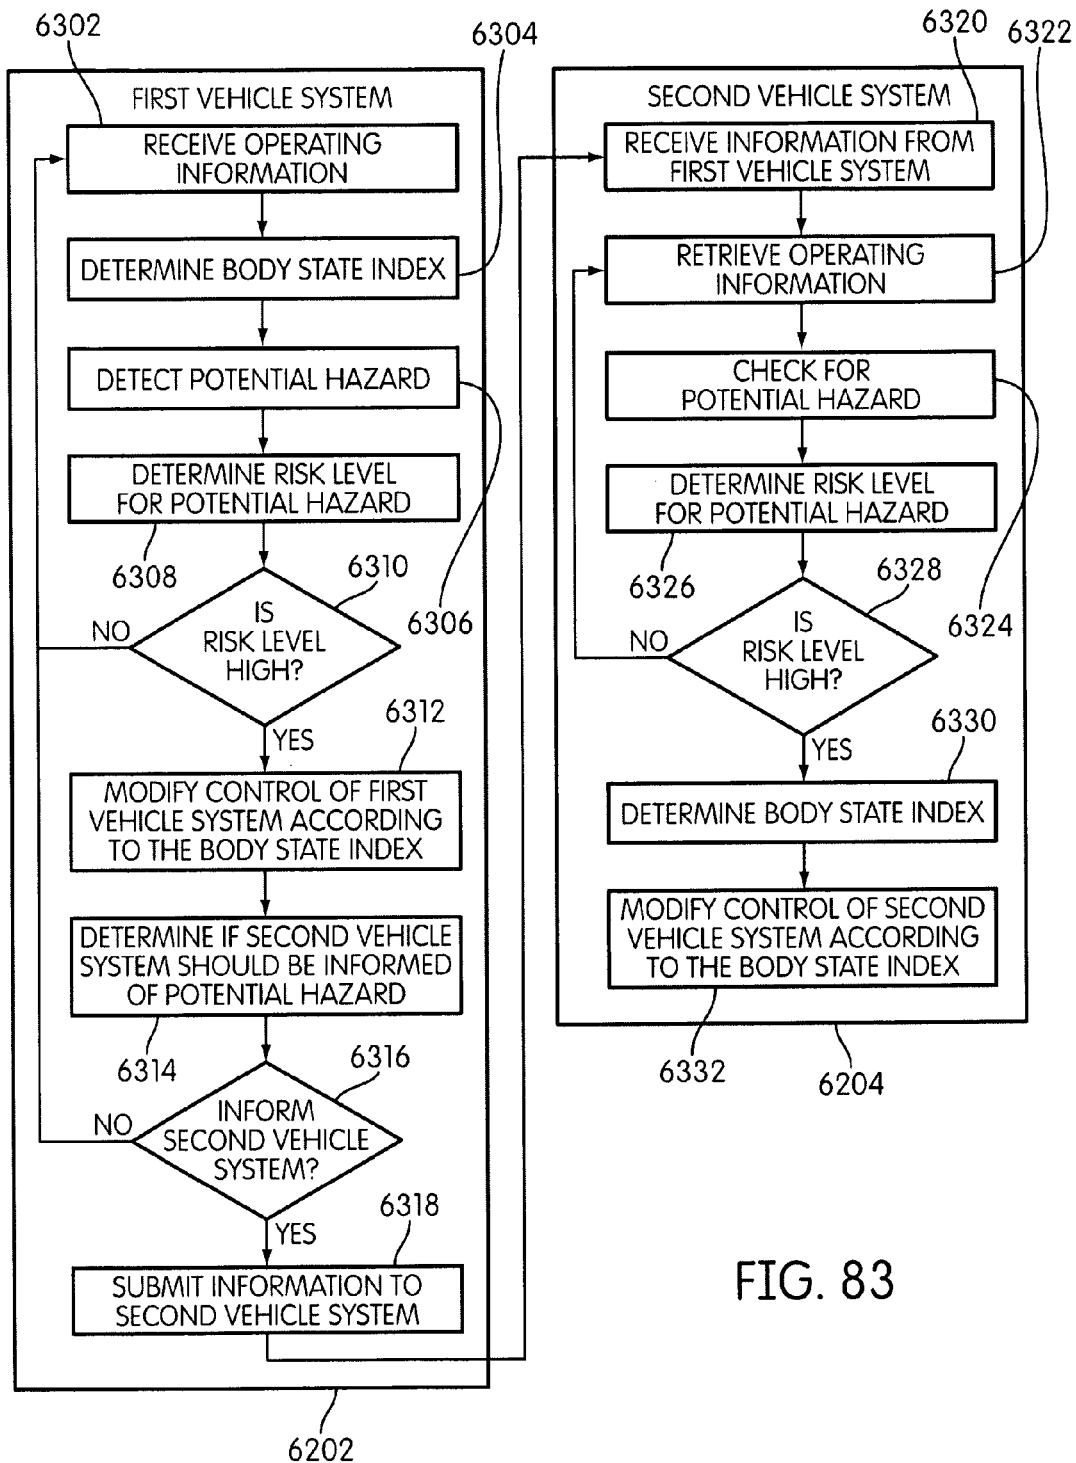 6302
6304
FIRST VEHICLE SYSTEM
RECEIVE OPERATING
INFORMATION
DETERMINE BODY STATE INDEX
DETECT POTENTIAL HAZARD
DETERMINE RISK LEVEL
FOR POTENTIAL HAZARD
6308
6310
6306
IS
RISK LEVEL
HIGH?
NO
YES
6312
MODIFY CONTROL OF FIRST
VEHICLE SYSTEM ACCORDING
TO THE BODY STATE INDEX
DETERMINE IF SECOND VEHICLE
SYSTEM SHOULD BE INFORMED
OF POTENTIAL HAZARD
6314
6316
INFORM
SECOND VEHICLE
SYSTEM?
NO
YES
6318
SUBMIT INFORMATION TO
SECOND VEHICLE SYSTEM
6202
6320
6322
SECOND VEHICLE SYSTEM
RECEIVE INFORMATION FROM
FIRST VEHICLE SYSTEM
RETRIEVE OPERATING
INFORMATION
CHECK FOR
POTENTIAL HAZARD
DETERMINE RISK LEVEL
FOR POTENTIAL HAZARD
6326
6328
6324
IS
RISK LEVEL
HIGH?
NO
YES
6330
DETERMINE BODY STATE INDEX
MODIFY CONTROL OF SECOND
VEHICLE SYSTEM ACCORDING
TO THE BODY STATE INDEX
6332
6204
FIG. 83